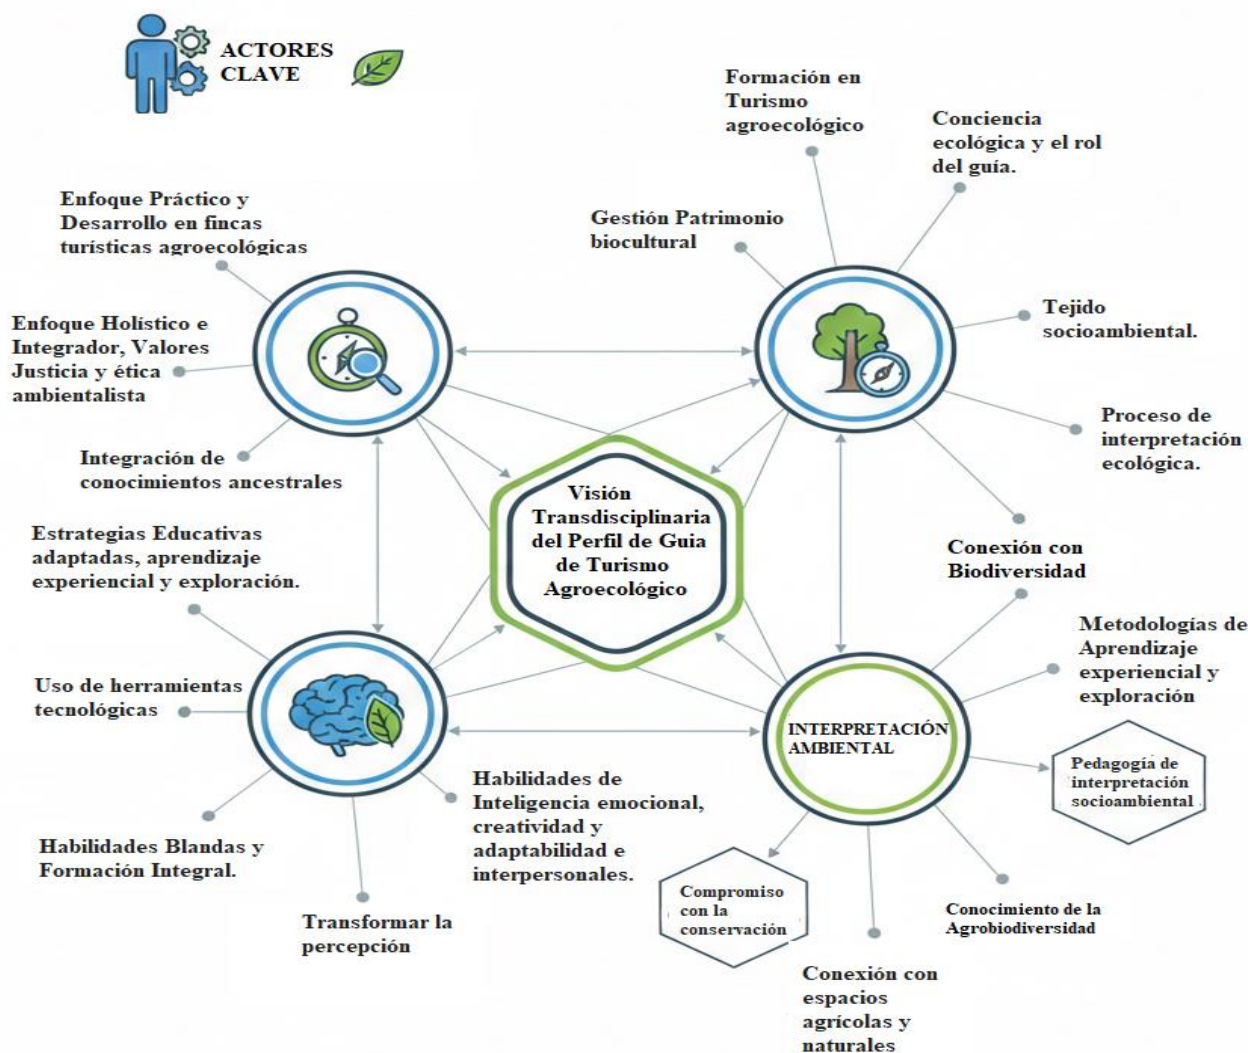 ACTORES
CLAVE
Formación en
Turismo
agroecológico
Conciencia
ecológica y el rol
del guía.
Enfoque Práctico y
Desarrollo en fincas
turísticas agroecológicas
Gestión Patrimonio
biocultural
Enfoque Holístico e
Integrador, Valores
Justicia y ética
ambientalista
Tejido
socioambiental.
Integración de
conocimientos ancestrales
Proceso de
interpretación
ecológica.
Visión
Transdisciplinaria
del Perfil de Guia
de Turismo
Agroecológico
Estrategias Educativas
adaptadas, aprendizaje
experiencial y exploración.
Conexión con
Biodiversidad
Metodologías de
Aprendizaje
experiencial y
exploración
Uso de herramientas
tecnológicas
INTERPRETACIÓN
AMBIENTAL
Pedagogía de
interpretación
socioambiental
Habilidades de
Inteligencia emocional,
creatividad y
adaptabilidad e
interpersonales.
Habilidades Blandas y
Formación Integral.
Compromiso
con la
conservación
Conocimiento de la
Agrobiodiversidad
Transformar la
percepción
Conexión con
espacios
agrícolas y
naturales